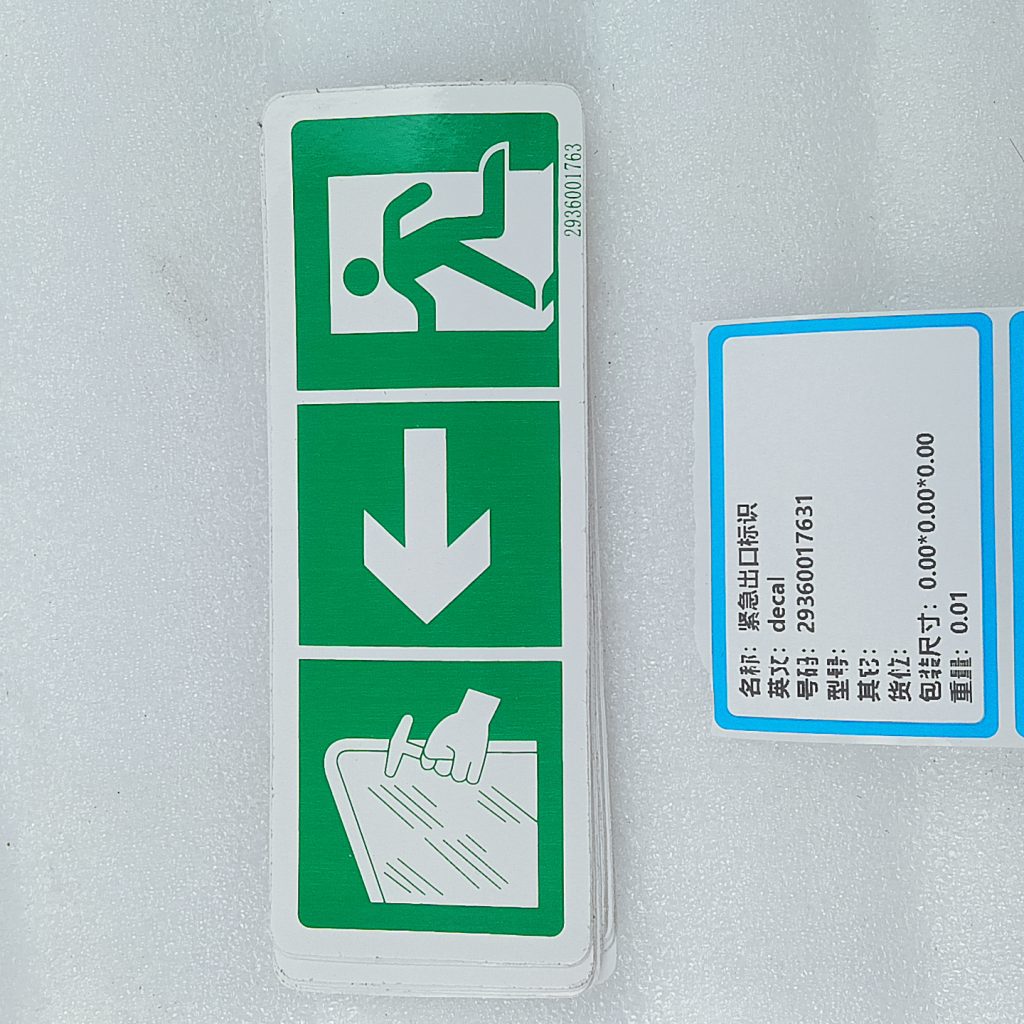 2936001763
名称：紧急出口标识
英文：decal
号码：29360017631
型号：
其它：
货位：
包装尺寸：0.00*0.00*0.00
重量：0.01